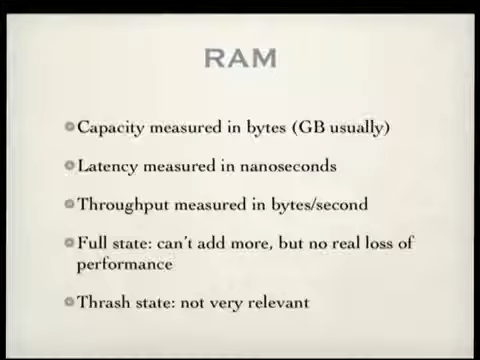 RAM
Capacity measured in bytes (GB usually)
Latency measured in nanoseconds
Throughput measured in bytes/second
Full state: can't add more, but no real loss of
performance
Thrash state: not very relevant